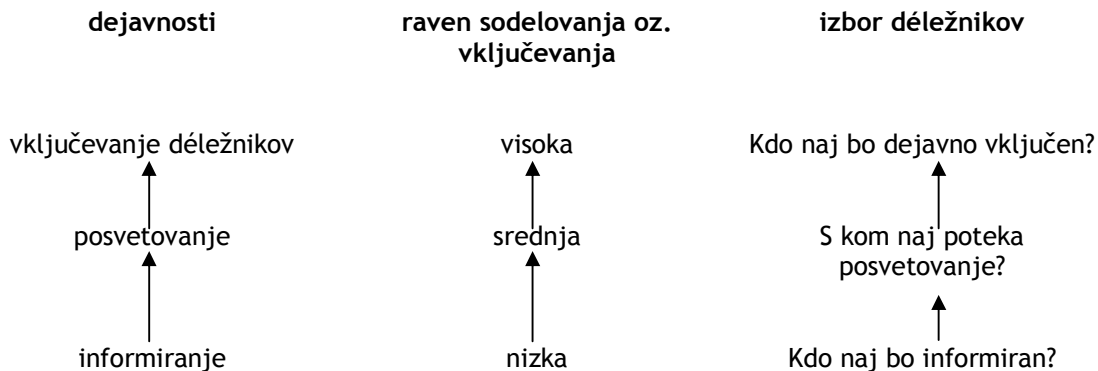 dejavnosti
raven sodelovanja oz.
vključevanja
izbor déležnikov
vključevanje déležnikov
visoka
Kdo naj bo dejavno vključen?
posvetovanje
srednja
S kom naj poteka
posvetovanje?
informiranje
nizka
Kdo naj bo informiran?